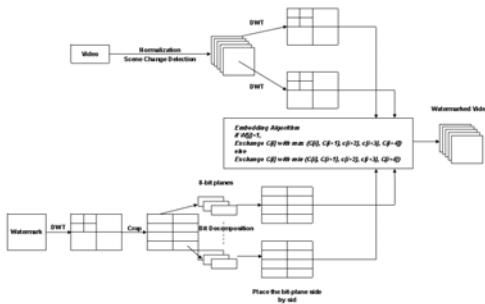 DWT
Video
Normalization
Scene Change Detection
DWT
Watermarked Vide
Embedding Algorithm
if W[j]=1,
Exchange C[i] with max (C[i], C[i+1], c[i+2], c[i+3], C[i+4])
else
Exchange C[i] with min (C[i], C[i+1], c[i+2], c[i+3], C[i+4])
8-bit planes
Watermark
DWT
Crop
Bit Decomposition
Place the bit-plane side
by sid